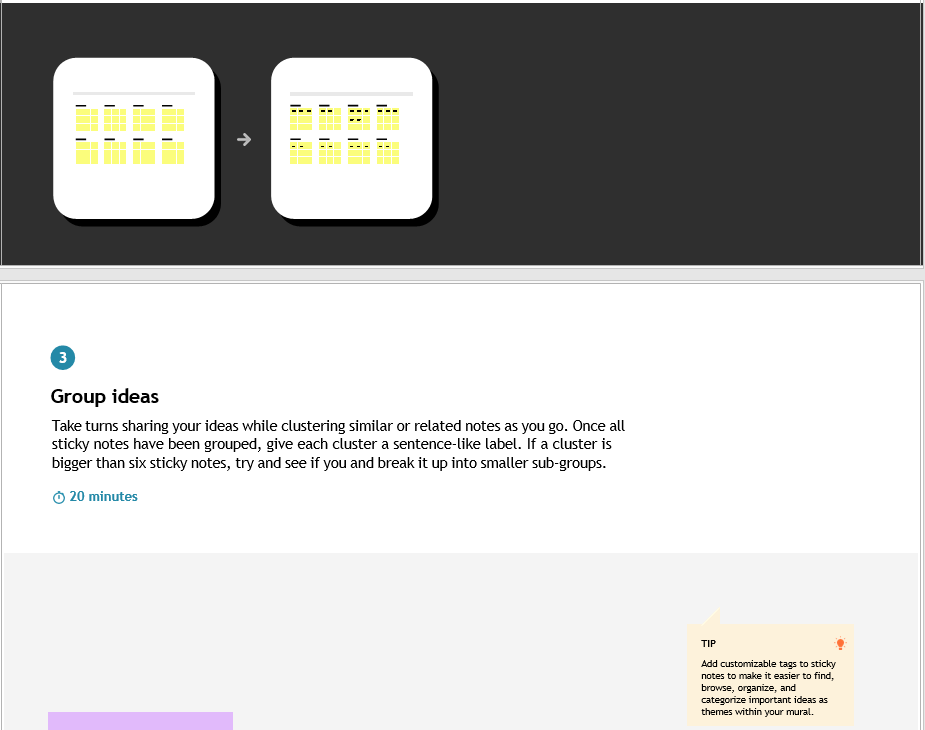 3
Group ideas
Take turns sharing your ideas while clustering similar or related notes as you go. Once all
sticky notes have been grouped, give each cluster a sentence-like label. If a cluster is
bigger than six sticky notes, try and see if you and break it up into smaller sub-groups.
20 minutes
TIP
Add customizable tags to sticky
notes to make it easier to find,
browse, organize, and
categorize important ideas as
themes within your mural.